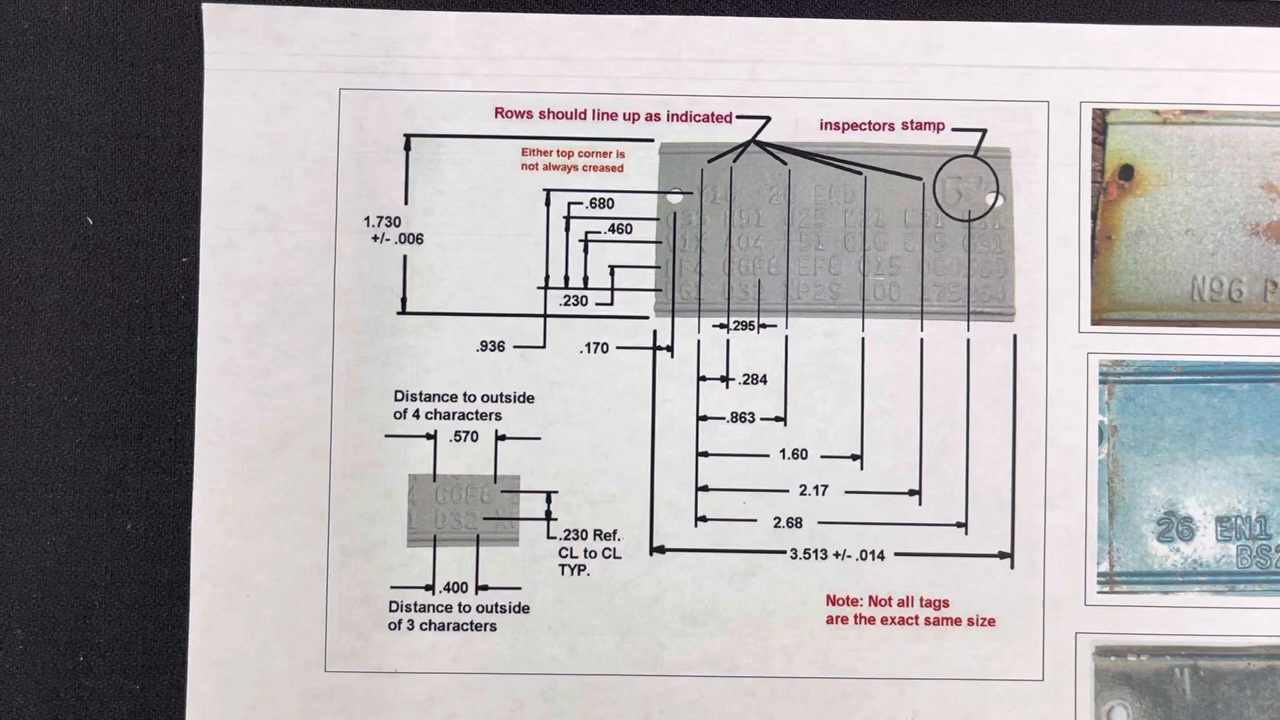 Rows should line up as indicated
inspectors stamp
Either top corner is
not always creased
1.730
+/- .006
.680
.460
.230
.936
.170
.295
.284
.863
1.60
2.17
2.68
3.513 +/- .014
Distance to outside
of 4 characters
.570
.230 Ref.
CL to CL
TYP.
.400
Distance to outside
of 3 characters
Note: Not all tags
are the exact same size
C6F8
D32
N96 P
26 EN1
BS2
M